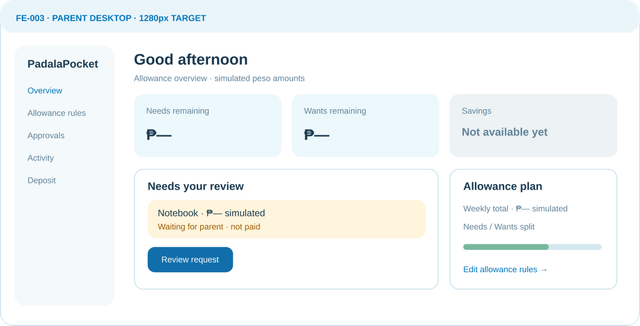 FE-003 · PARENT DESKTOP · 1280px TARGET
PadalaPocket
Overview
Allowance rules
Approvals
Activity
Deposit
Good afternoon
Allowance overview · simulated peso amounts
Needs remaining
₱—
Wants remaining
₱—
Savings
Not available yet
Needs your review
Notebook · ₱— simulated
Waiting for parent · not paid
Review request
Allowance plan
Weekly total · ₱— simulated
Needs / Wants split
Edit allowance rules →